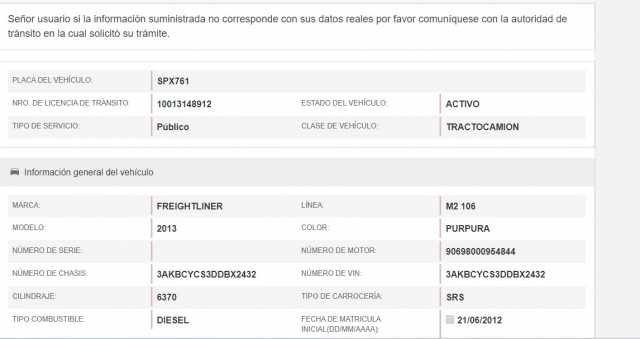 Señor usuario si la información suministrada no corresponde con sus datos reales por favor comuníquese con la autoridad de
tránsito en la cual solicitó su trámite.
PLACA DEL VEHÍCULO: SPX761
NRO. DE LICENCIA DE TRÁNSITO: 10013148912 ESTADO DEL VEHÍCULO: ACTIVO
TIPO DE SERVICIO: Público CLASE DE VEHÍCULO: TRACTOCAMION
Información general del vehículo
MARCA: FREIGHTLINER LÍNEA: M2 106
MODELO: 2013 COLOR: PURPURA
NÚMERO DE SERIE: NÚMERO DE MOTOR: 90698000954844
NÚMERO DE CHASIS: 3AKBCYCS3DDBX2432 NÚMERO DE VIN: 3AKBCYCS3DDBX2432
CILINDRAJE: 6370 TIPO DE CARROCERÍA: SRS
TIPO COMBUSTIBLE: DIESEL FECHA DE MATRICULA
INICIAL(DD/MM/AAAA): 21/06/2012